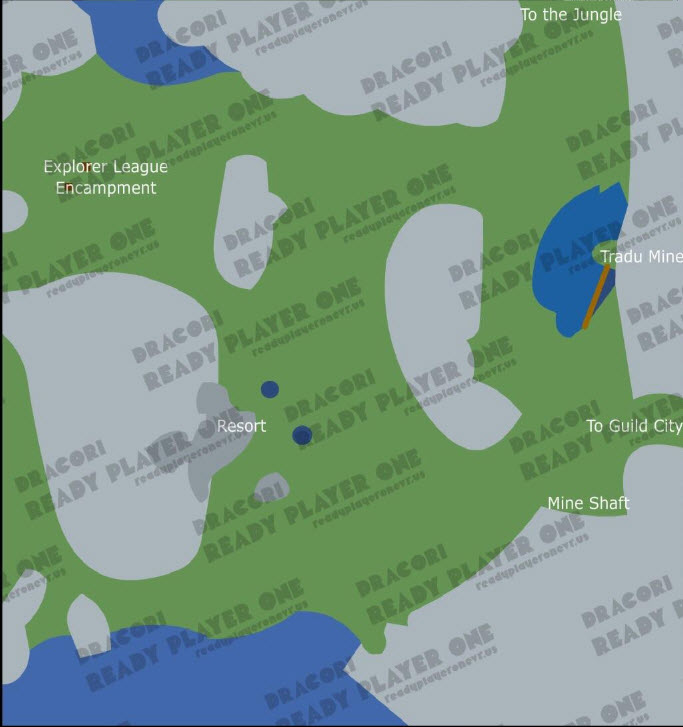 To the Jungle
Explorer League
Encampment
Tradu Mine
Resort
To Guild City
Mine Shaft
DRACORI
READY PLAYER ONE
readyplayeronevr.us